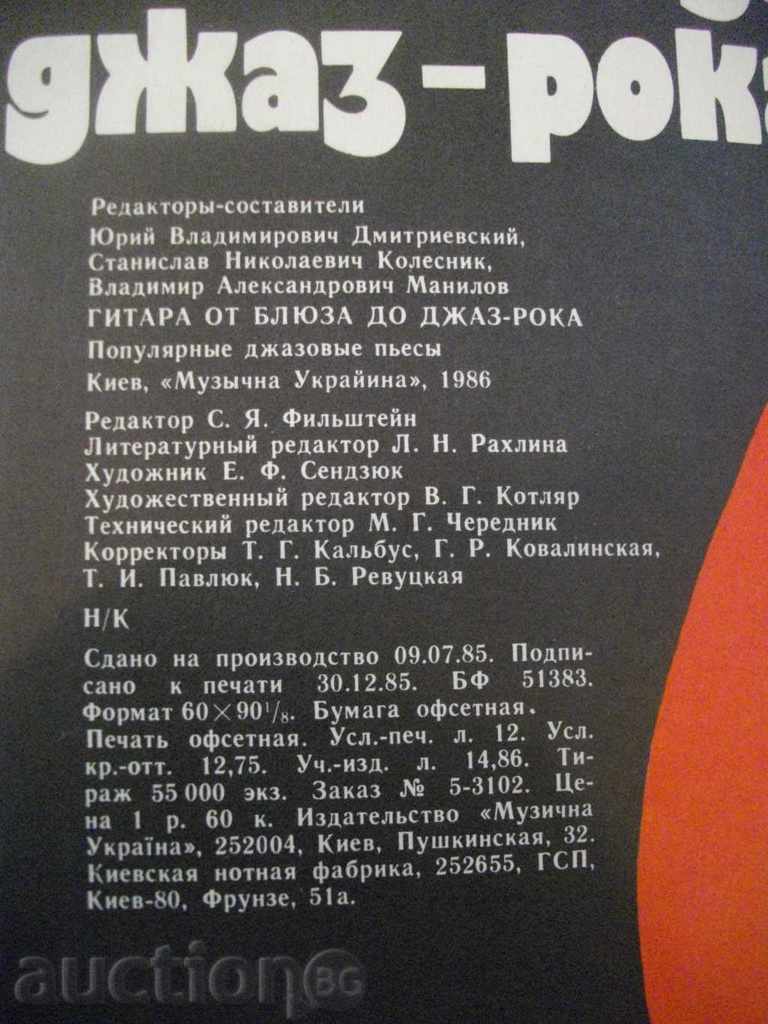 джаз-рока
Редакторы-составители
Юрий Владимирович Дмитриевский,
Станислав Николаевич Колесник,
Владимир Александрович Манилов
ГИТАРА ОТ БЛЮЗА ДО ДЖАЗ-РОКА
Популярные джазовые пьесы
Киев, «Музычна Украйина», 1986
Редактор С. Я. Фильштейн
Литературный редактор Л. Н. Рахлина
Художник Е. Ф. Сендзюк
Художественный редактор В. Г. Котляр
Технический редактор М. Г. Чередник
Корректоры Т. Г. Кальбус, Г. Р. Ковалинская,
Т. И. Павлюк, Н. Б. Ревуцкая
Н/К
Сдано на производство 09.07.85. Подпи-
сано к печати 30.12.85. БФ 51383.
Формат 60×90¹/₈. Бумага офсетная.
Печать офсетная. Усл.-печ. л. 12. Усл.
кр.-отт. 12,75. Уч.-изд. л. 14,86. Ти-
раж 55 000 экз. Заказ № 5-3102. Це-
на 1 р. 60 к. Издательство «Музична
Україна», 252004, Киев, Пушкинская, 32.
Киевская нотная фабрика, 252655, ГСП,
Киев-80, Фрунзе, 51а.
auctionBG